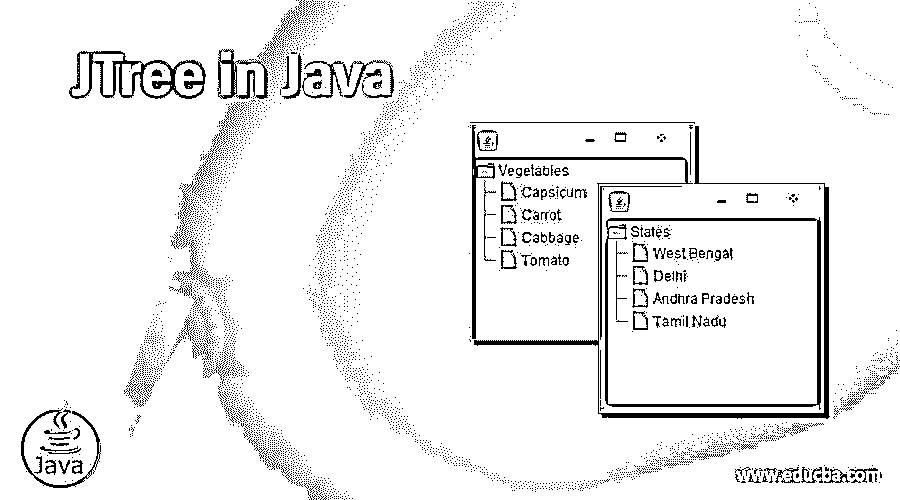 JTree in Java
Vegetables
Capsicum
Carrot
Cabbage
Tomato
States
West Bengal
Delhi
Andhra Pradesh
Tamil Nadu
Java
www.educba.com